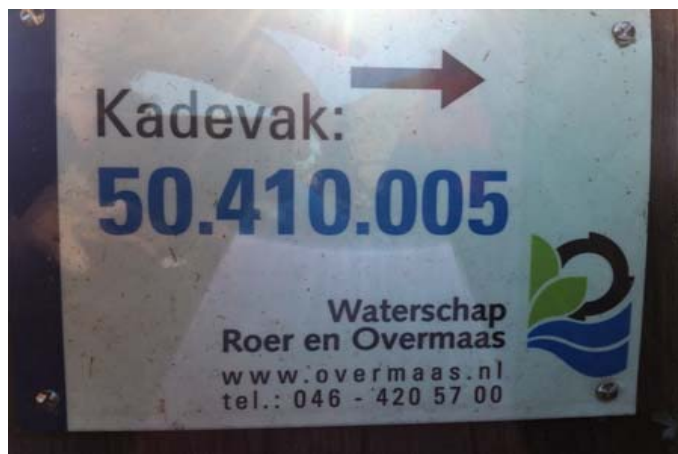 Kadevak:
50.410.005
Waterschap
Roer en Overmaas
www.overmaas.nl
tel.: 046 - 420 57 00